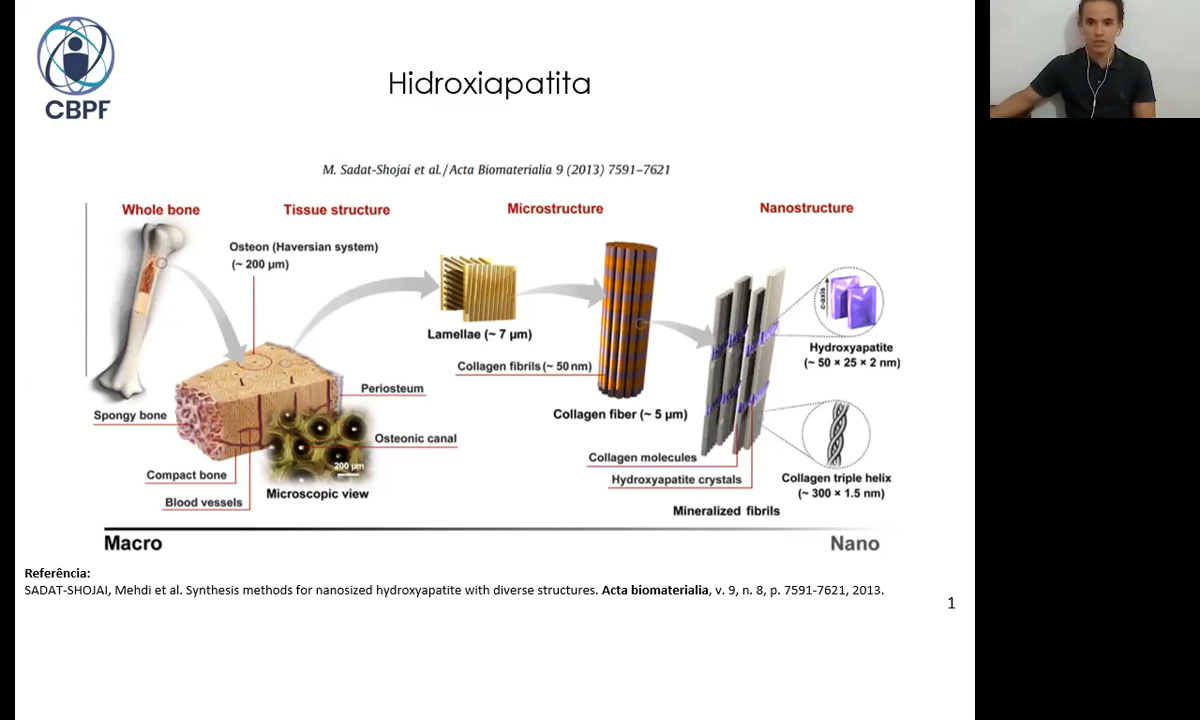 CBPF
Hidroxiapatita
M. Sadat-Shojai et al./Acta Biomaterialia 9 (2013) 7591–7621
Whole bone
Tissue structure
Microstructure
Nanostructure
Osteon (Haversian system)
(~ 200 µm)
c-axis
Lamellae (~ 7 µm)
Hydroxyapatite
(~ 50 × 25 × 2 nm)
Collagen fibrils (~ 50 nm)
Periosteum
Spongy bone
Collagen fiber (~ 5 µm)
Osteonic canal
200 µm
Collagen molecules
Compact bone
Hydroxyapatite crystals
Collagen triple helix
(~ 300 × 1.5 nm)
Microscopic view
Blood vessels
Mineralized fibrils
Macro
Nano
Referência:
SADAT-SHOJAI, Mehdi et al. Synthesis methods for nanosized hydroxyapatite with diverse structures. Acta biomaterialia, v. 9, n. 8, p. 7591-7621, 2013.
1